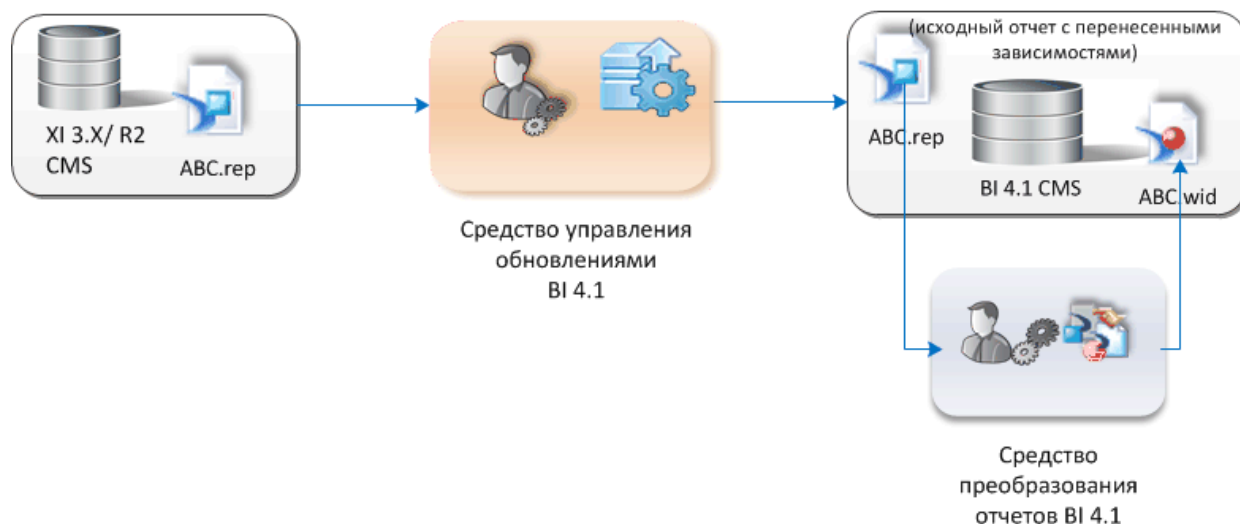 XI 3.X/ R2
CMS
ABC.rep
Средство управления
обновлениями
BI 4.1
(исходный отчет с перенесенными
зависимостями)
ABC.rep
BI 4.1 CMS
ABC.wid
Средство
преобразования
отчетов BI 4.1